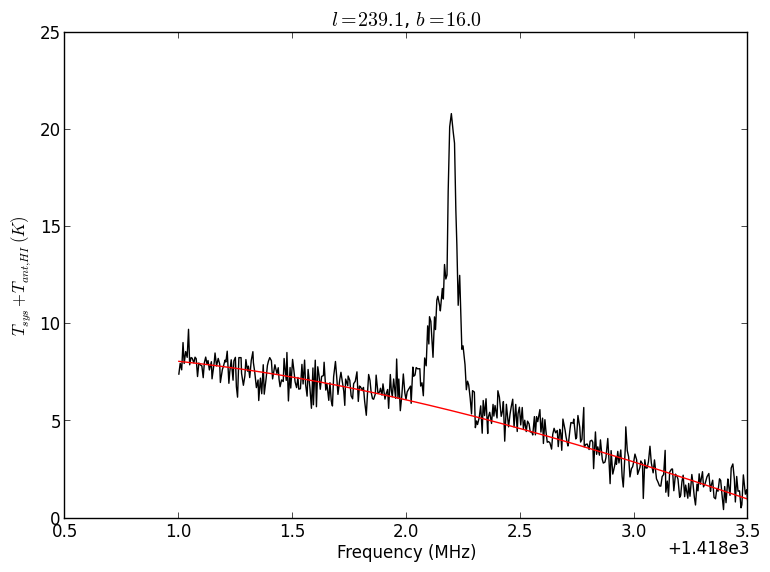 l = 239.1, b = 16.0
25
20
15
10
5
0
T_sys + T_ant,HI (K)
0.5 1.0 1.5 2.0 2.5 3.0 3.5
Frequency (MHz)
+1.418e3